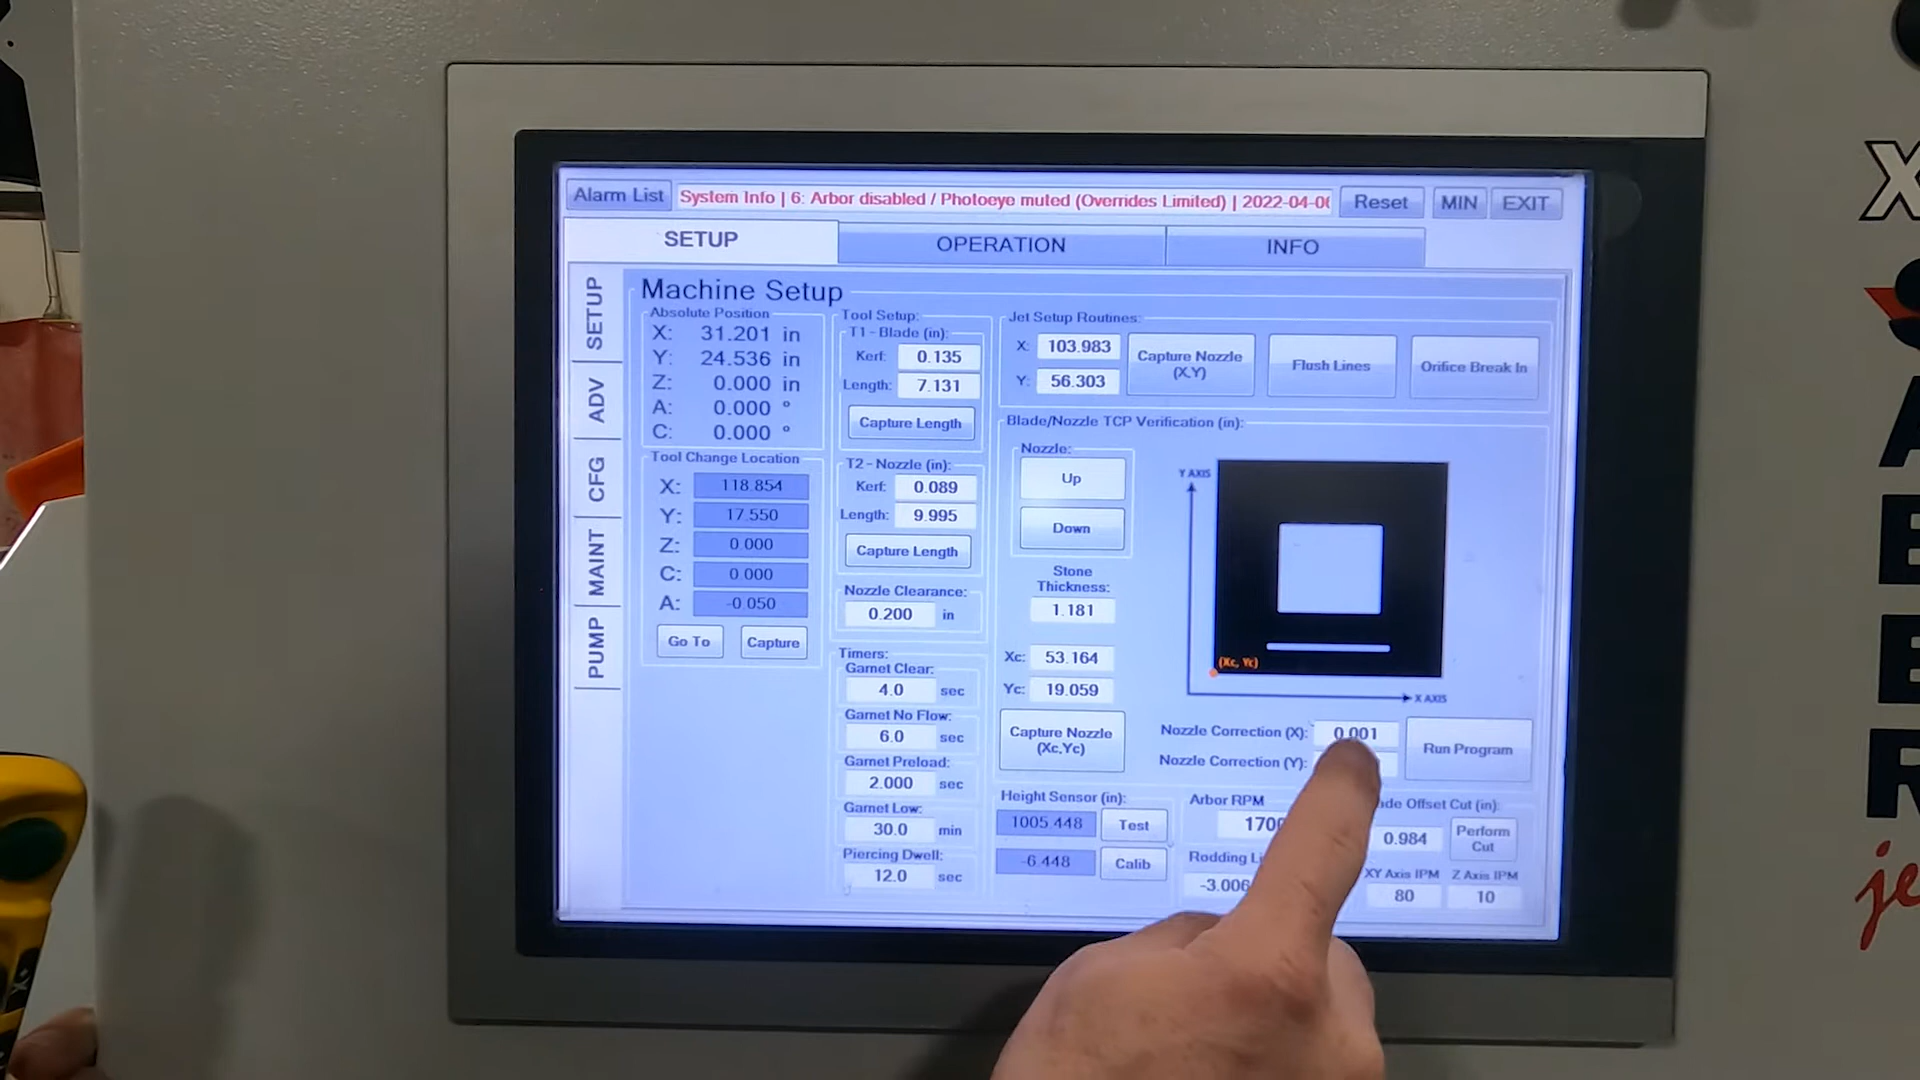 Alarm List System Info | 6: Arbor disabled / Photoeye muted (Overrides Limited) | 2022-04-0 Reset MIN EXIT
SETUP OPERATION INFO
SETUP
ADV
CFG
MAINT
PUMP
Machine Setup
Absolute Position
X: 31.201 in
Y: 24.536 in
Z: 0.000 in
A: 0.000 °
C: 0.000 °
Tool Change Location
X: 118.854
Y: 17.550
Z: 0.000
C: 0.000
A: -0.050
Go To Capture
Tool Setup:
T1 - Blade (in):
Kerf: 0.135
Length: 7.131
Capture Length
T2 - Nozzle (in):
Kerf: 0.089
Length: 9.995
Capture Length
Nozzle Clearance:
0.200 in
Timers:
Garnet Clear:
4.0 sec
Garnet No Flow:
6.0 sec
Garnet Preload:
2.000 sec
Garnet Low:
30.0 min
Piercing Dwell:
12.0 sec
Jet Setup Routines:
X: 103.983
Y: 56.303
Capture Nozzle
(X,Y)
Flush Lines
Orifice Break In
Blade/Nozzle TCP Verification (in):
Nozzle:
Up
Down
Stone
Thickness:
1.181
Xc: 53.164
Yc: 19.059
Capture Nozzle
(Xc,Yc)
Y AXIS
(Xc, Yc)
X AXIS
Nozzle Correction (X): 0.001
Nozzle Correction (Y):
Run Program
Height Sensor (in):
1005.448 Test
-6.448 Calib
Arbor RPM
170
Rodding Li
-3.006
de Offset Cut (in):
0.984
Perform
Cut
XY Axis IPM Z Axis IPM
80 10
X
A
B
E
R
je